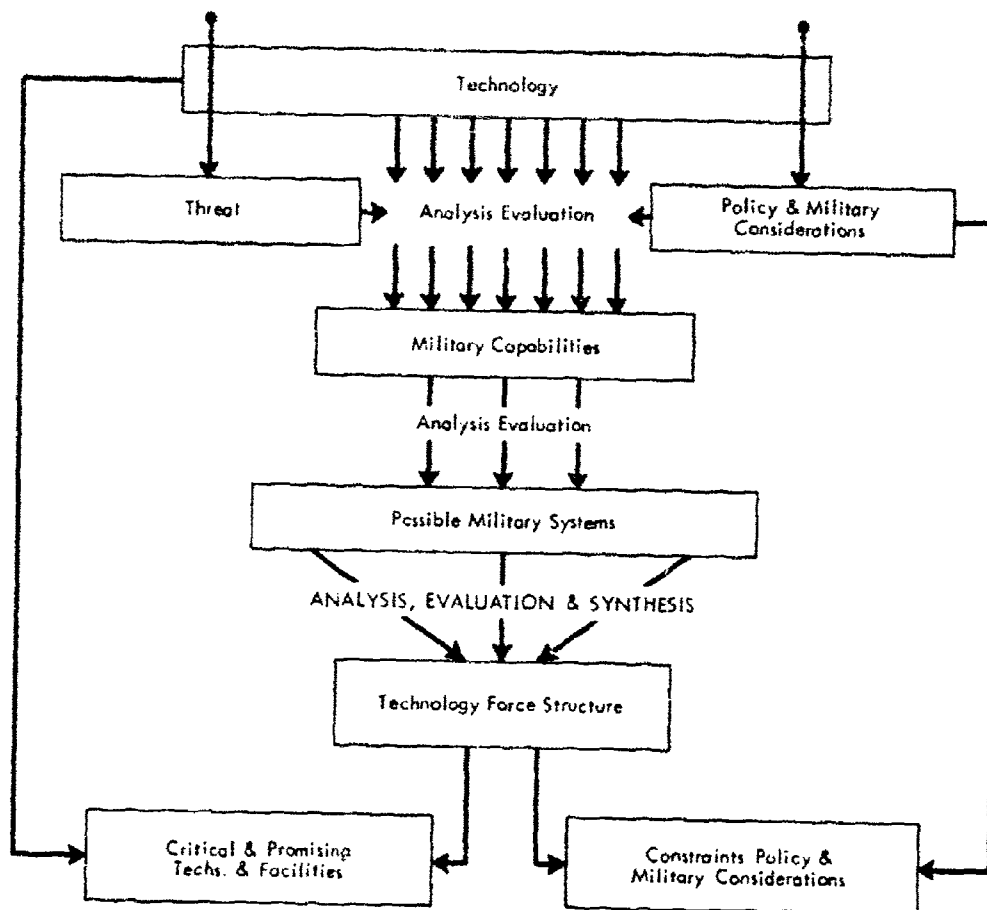 Technology
Threat
Analysis Evaluation
Policy & Military
Considerations
Military Capabilities
Analysis Evaluation
Possible Military Systems
ANALYSIS, EVALUATION & SYNTHESIS
Technology Force Structure
Critical & Promising
Techs. & Facilities
Constraints Policy &
Military Considerations